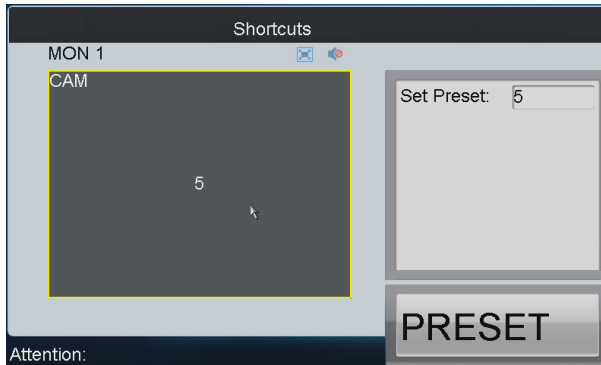 Shortcuts
MON 1
CAM
5
Set Preset: 5
PRESET
Attention: